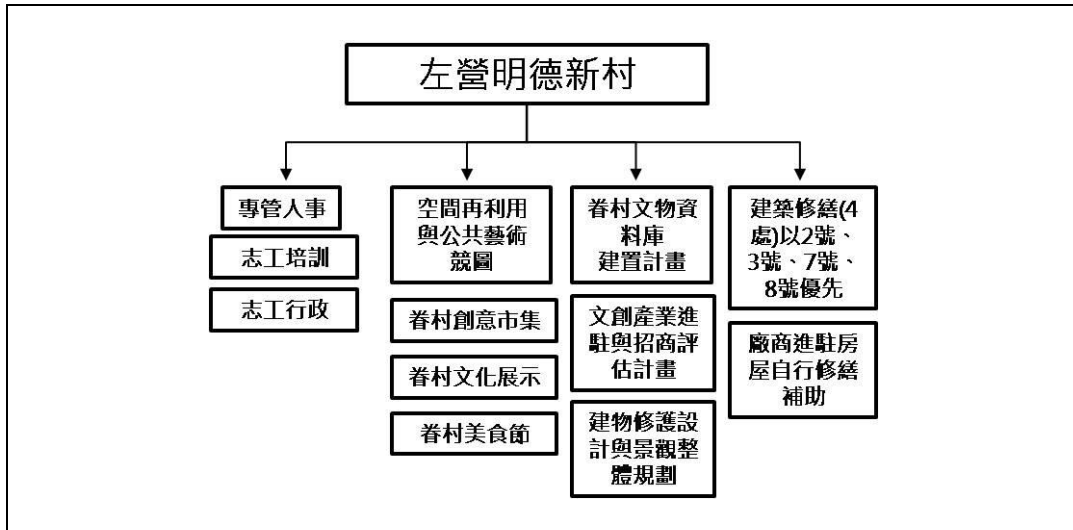 左營明德新村
專管人事
志工培訓
志工行政
空間再利用
與公共藝術
競圖
眷村創意市集
眷村文化展示
眷村美食節
眷村文物資
料庫
建置計畫
文創產業進
駐與招商評
估計畫
建物修護設
計與景觀整
體規劃
建築修繕(4
處)以2號、
3號、7號、
8號優先
廠商進駐房
屋自行修繕
補助